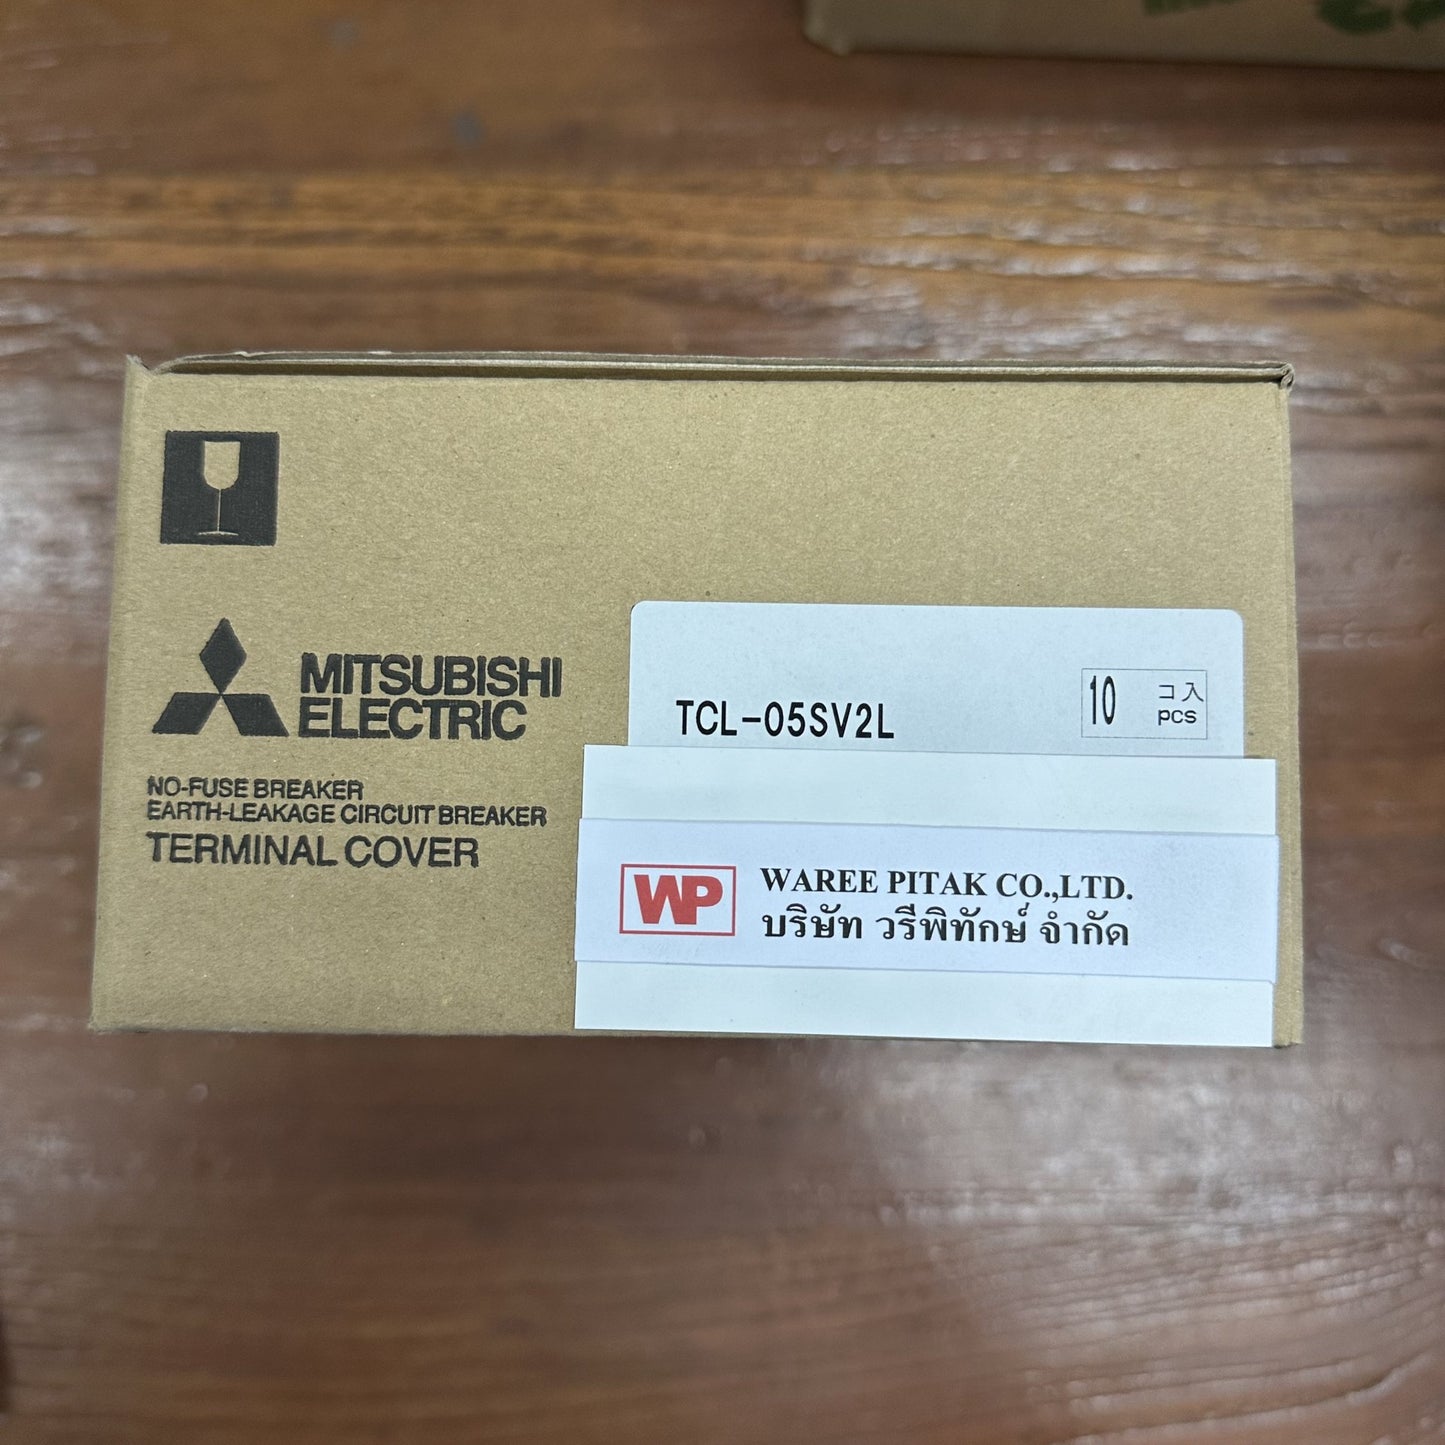 MITSUBISHI
ELECTRIC
NO-FUSE BREAKER
EARTH-LEAKAGE CIRCUIT BREAKER
TERMINAL COVER
TCL-05SV2L
10 コ入
pcs
WP
WAREE PITAK CO.,LTD.
บริษัท วรีพิทักษ์ จำกัด